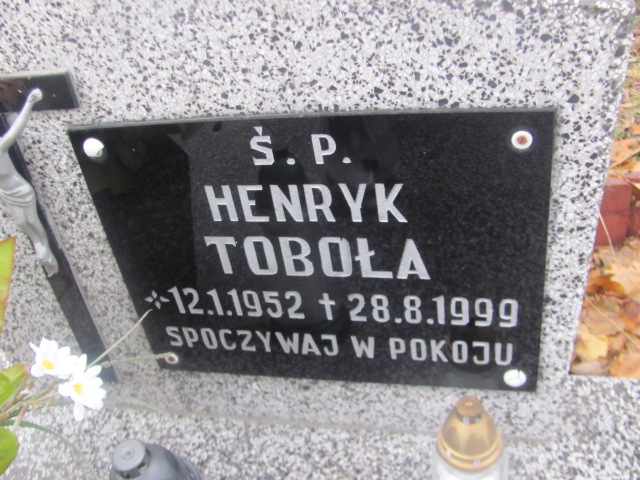 Ś. P.
HENRYK
TOBOŁA
12.1.1952 † 28.8.1999
SPOCZYWAJ W POKOJU